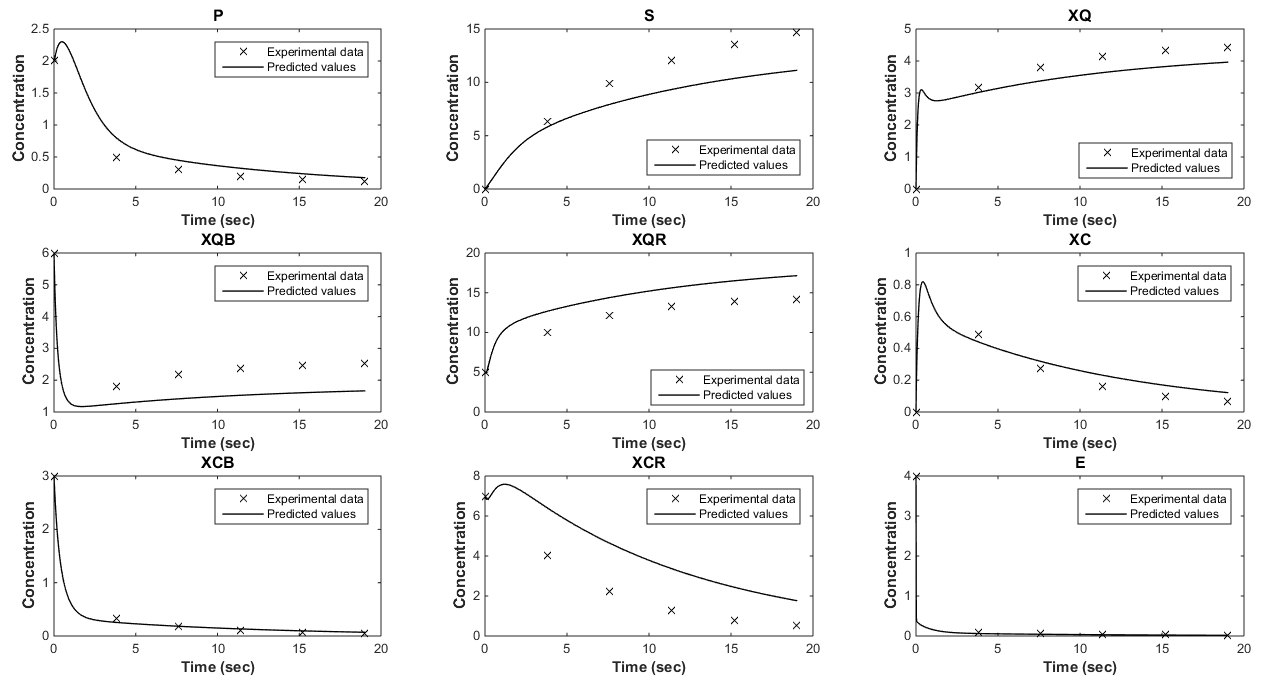 P
2.5
2
1.5
1
0.5
0
Concentration
Experimental data
Predicted values
0 5 10 15 20
Time (sec)
S
15
10
5
0
Concentration
Experimental data
Predicted values
0 5 10 15 20
Time (sec)
XQ
5
4
3
2
1
0
Concentration
Experimental data
Predicted values
0 5 10 15 20
Time (sec)
XQB
6
5
4
3
2
1
Concentration
Experimental data
Predicted values
0 5 10 15 20
Time (sec)
XQR
20
15
10
5
0
Concentration
Experimental data
Predicted values
0 5 10 15 20
Time (sec)
XC
1
0.8
0.6
0.4
0.2
0
Concentration
Experimental data
Predicted values
0 5 10 15 20
Time (sec)
XCB
3
2
1
0
Concentration
Experimental data
Predicted values
0 5 10 15 20
Time (sec)
XCR
8
6
4
2
0
Concentration
Experimental data
Predicted values
0 5 10 15 20
Time (sec)
E
4
3
2
1
0
Concentration
Experimental data
Predicted values
0 5 10 15 20
Time (sec)